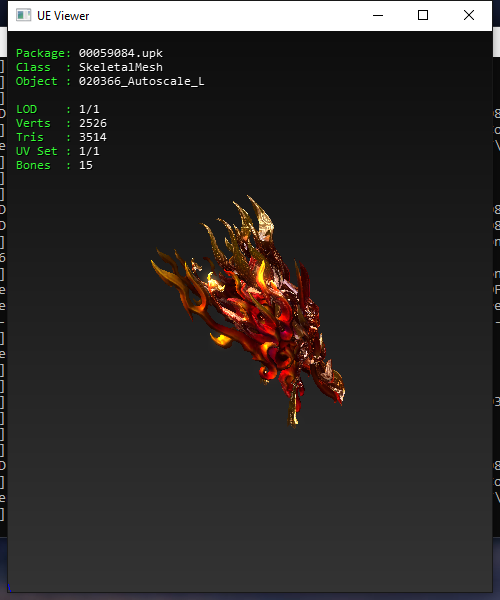 UE Viewer
Package: 00059084.upk
Class : SkeletalMesh
Object : 020366_Autoscale_L
LOD : 1/1
Verts : 2526
Tris : 3514
UV Set : 1/1
Bones : 15